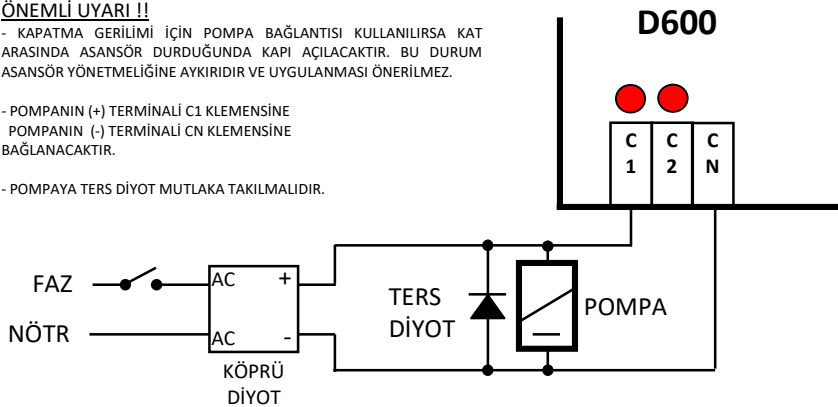 ÖNEMLİ UYARI !!
- KAPATMA GERİLİMİ İÇİN POMPA BAĞLANTISI KULLANILIRSA KAT
ARASINDA ASANSÖR DURDUĞUNDA KAPI AÇILACAKTIR. BU DURUM
ASANSÖR YÖNETMELİĞİNE AYKIRIDIR VE UYGULANMASI ÖNERİLMEZ.
- POMPANIN (+) TERMİNALİ C1 KLEMENSİNE
POMPANIN (-) TERMİNALİ CN KLEMENSİNE
BAĞLANACAKTIR.
- POMPAYA TERS DİYOT MUTLAKA TAKILMALIDIR.
D600
C C C
1 2 N
FAZ
AC +
NÖTR
AC -
KÖPRÜ
DİYOT
TERS
DİYOT
POMPA